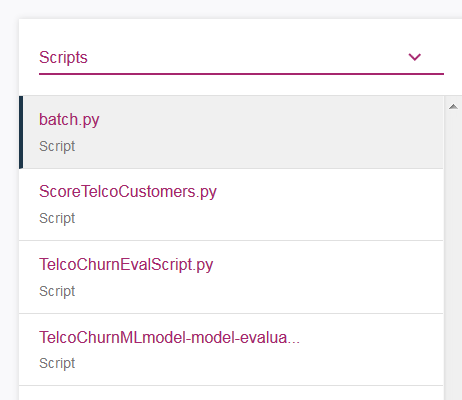 Scripts
batch.py
Script
ScoreTelcoCustomers.py
Script
TelcoChurnEvalScript.py
Script
TelcoChurnMLmodel-model-evalua...
Script